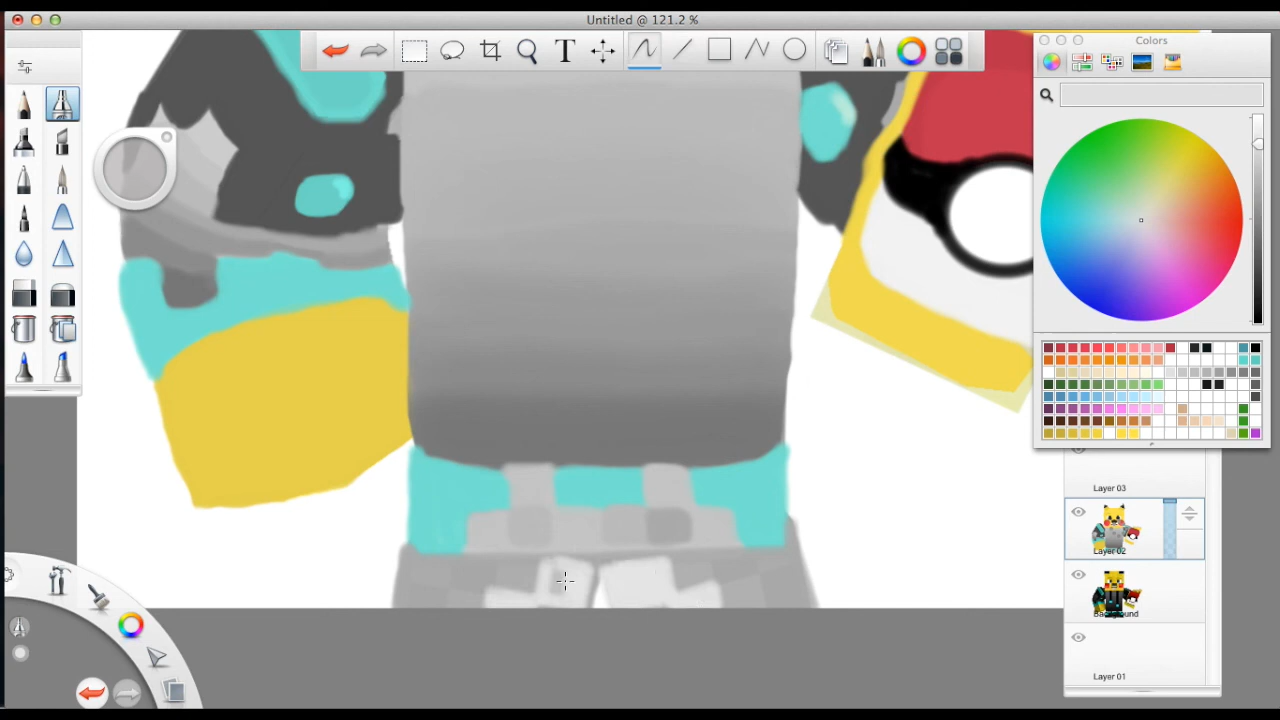 Untitled @ 121.2 %
T
Colors
Layer 03
Layer 02
Background
Layer 01